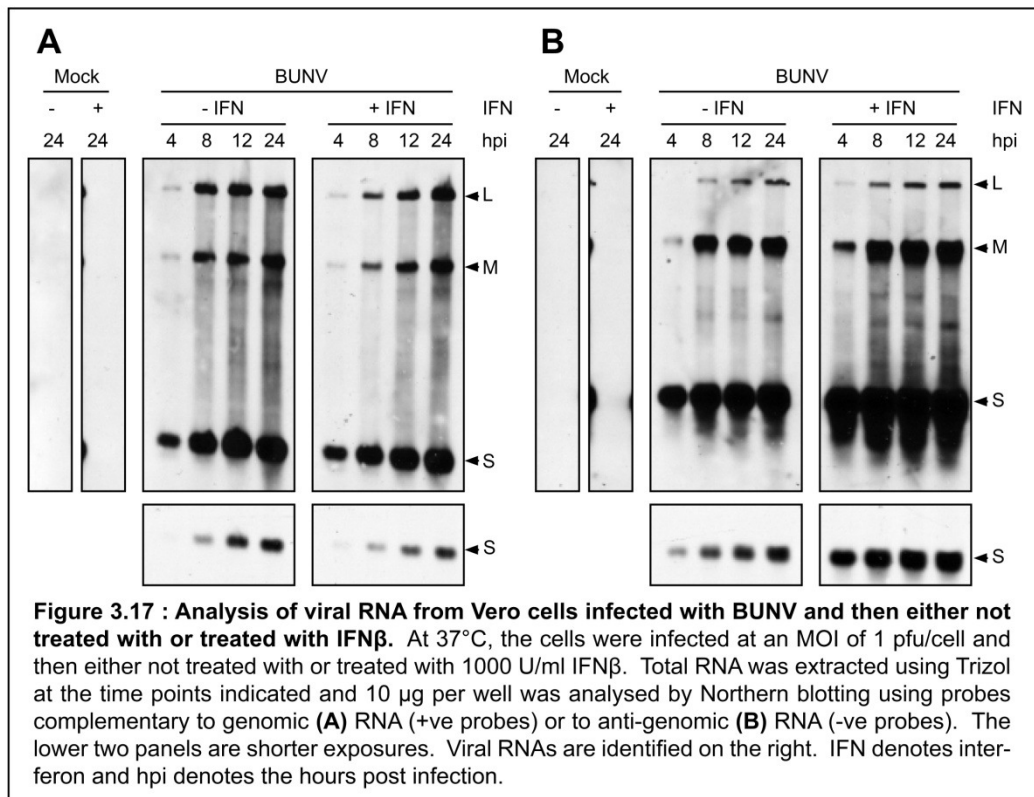 A
B
Mock BUNV
Mock BUNV
- + - IFN + IFN IFN
- + - IFN + IFN IFN
24 24 4 8 12 24 4 8 12 24 hpi
24 24 4 8 12 24 4 8 12 24 hpi
L
M
S
S
L
M
S
S
Figure 3.17 : Analysis of viral RNA from Vero cells infected with BUNV and then either not
treated with or treated with IFNβ. At 37°C, the cells were infected at an MOI of 1 pfu/cell and
then either not treated with or treated with 1000 U/ml IFNβ. Total RNA was extracted using Trizol
at the time points indicated and 10 µg per well was analysed by Northern blotting using probes
complementary to genomic (A) RNA (+ve probes) or to anti-genomic (B) RNA (-ve probes). The
lower two panels are shorter exposures. Viral RNAs are identified on the right. IFN denotes inter-
feron and hpi denotes the hours post infection.